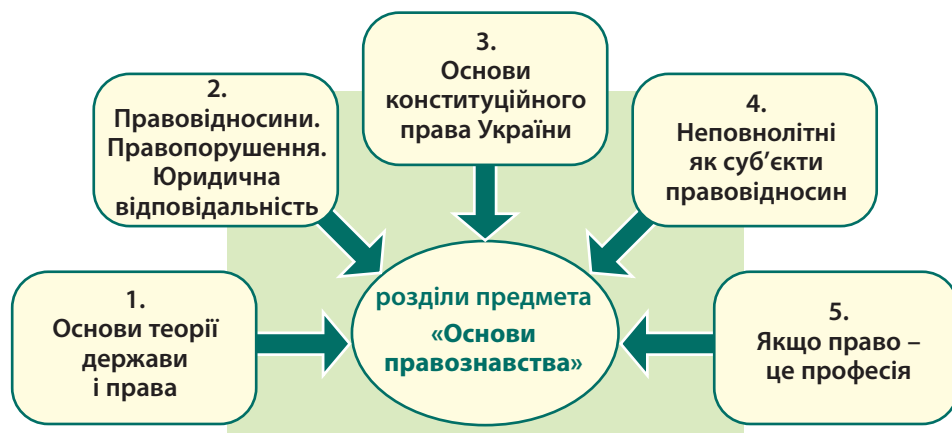 1.
Основи теорії
держави
і права
2.
Правовідносини.
Правопорушення.
Юридична
відповідальність
3.
Основи
конституційного
права України
4.
Неповнолітні
як суб’єкти
правовідносин
5.
Якщо право –
це професія
розділи предмета
«Основи
правознавства»